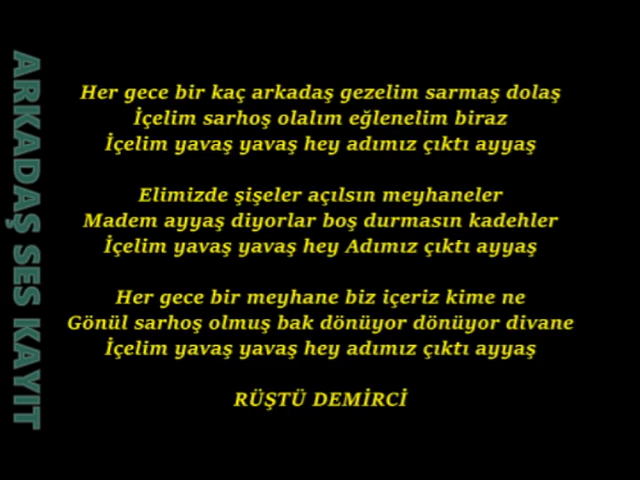 ARKADAŞ SES KAYIT
Her gece bir kaç arkadaş gezelim sarmaş dolaş
İçelim sarhoş olalım eğlenelim biraz
İçelim yavaş yavaş hey adımız çıktı ayyaş
Elimizde şişeler açılsın meyhaneler
Madem ayyaş diyorlar boş durmasın kadehler
İçelim yavaş yavaş hey Adımız çıktı ayyaş
Her gece bir meyhane biz içeriz kime ne
Gönül sarhoş olmuş bak dönüyor dönüyor divane
İçelim yavaş yavaş hey adımız çıktı ayyaş
RÜŞTÜ DEMİRCİ